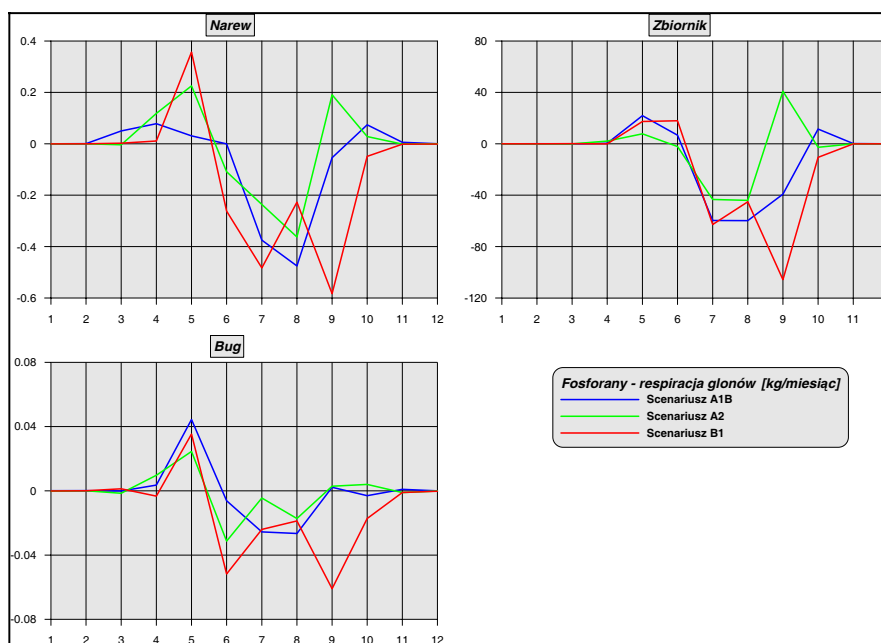 Narew
0.4
0.2
0
-0.2
-0.4
-0.6
1 2 3 4 5 6 7 8 9 10 11 12
Zbiornik
80
40
0
-40
-80
-120
1 2 3 4 5 6 7 8 9 10 11
Bug
0.08
0.04
0
-0.04
-0.08
1 2 3 4 5 6 7 8 9 10 11 12
Fosforany - respiracja glonów [kg/miesiąc]
Scenariusz A1B
Scenariusz A2
Scenariusz B1